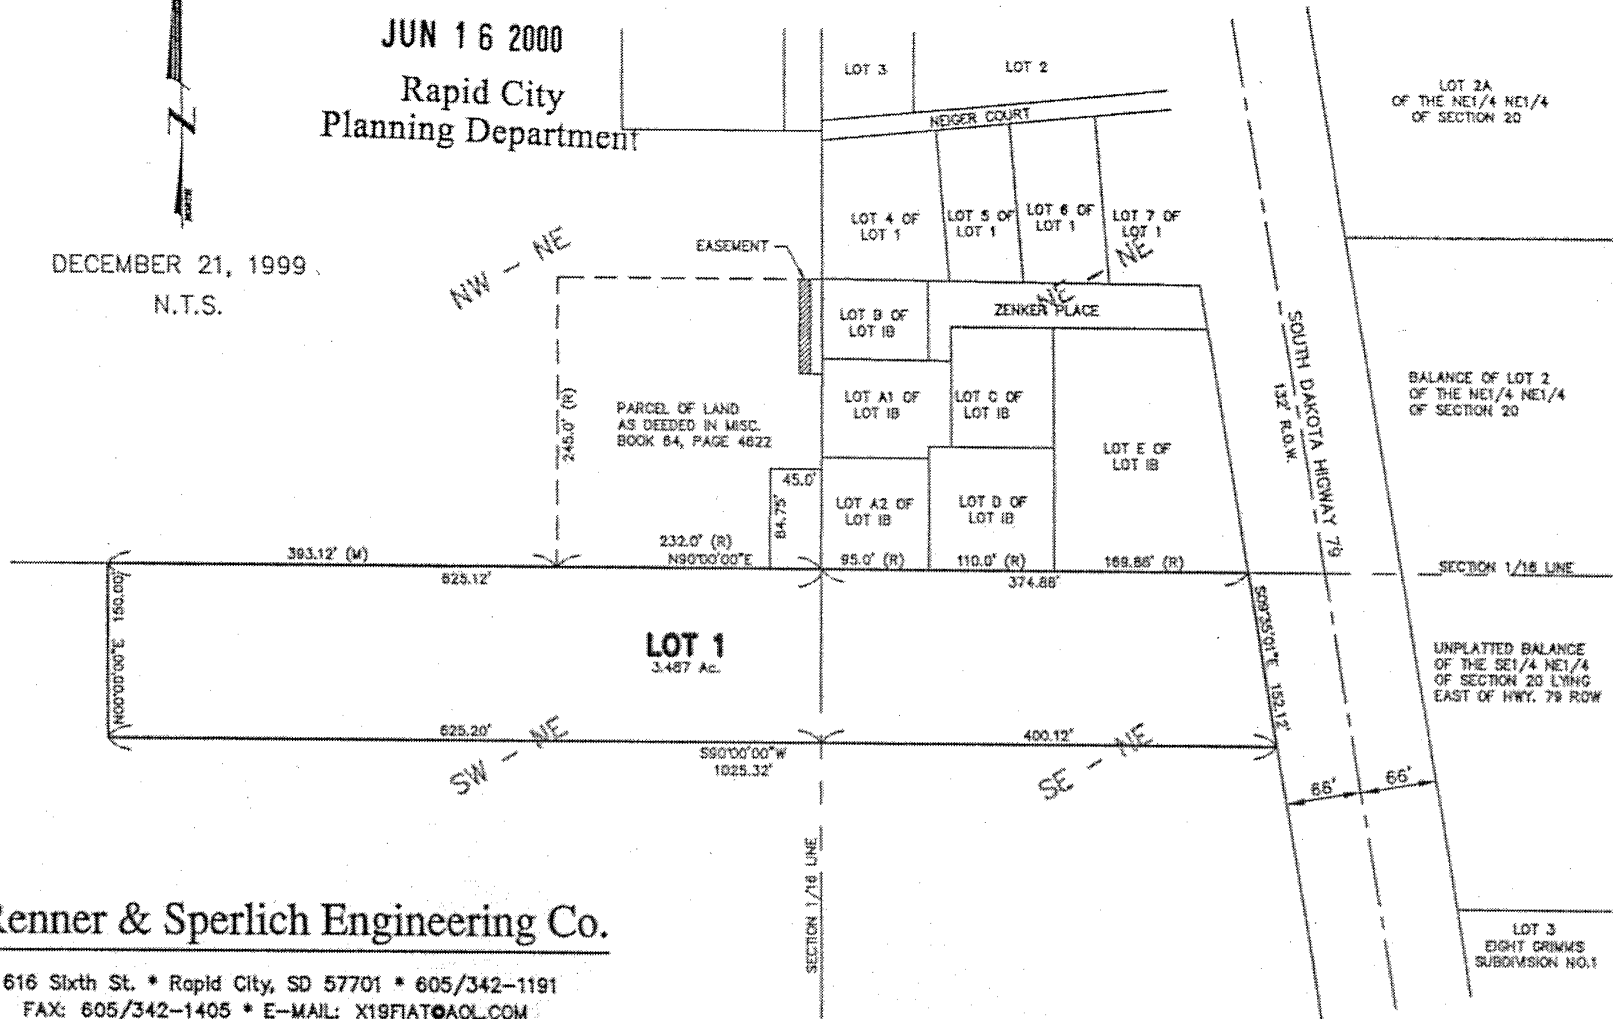 JUN 16 2000
Rapid City
Planning Department
N
NORTH
DECEMBER 21, 1999
N.T.S.
LOT 3
LOT 2
NEIGER COURT
LOT 2A
OF THE NE1/4 NE1/4
OF SECTION 20
LOT 4 OF
LOT 1
LOT 5 OF
LOT 1
LOT 6 OF
LOT 1
LOT 7 OF
LOT 1
NW - NE
NE - NE
EASEMENT
ZENKER PLACE
LOT B OF
LOT 1B
LOT A1 OF
LOT 1B
LOT C OF
LOT 1B
LOT E OF
LOT 1B
LOT A2 OF
LOT 1B
LOT D OF
LOT 1B
SOUTH DAKOTA HIGWAY 79
132' R.O.W.
BALANCE OF LOT 2
OF THE NE1/4 NE1/4
OF SECTION 20
245.0' (R)
PARCEL OF LAND
AS DEEDED IN MISC.
BOOK 64, PAGE 4622
45.0'
84.75'
393.12' (M)
232.0' (R)
N90°00'00"E
95.0' (R)
110.0' (R)
169.88' (R)
625.12'
374.88'
SECTION 1/16 LINE
N00°00'00"E 150.00'
LOT 1
3.487 Ac.
S09°35'01"E 152.12'
UNPLATTED BALANCE
OF THE SE1/4 NE1/4
OF SECTION 20 LYING
EAST OF HWY. 79 ROW
625.20'
S90°00'00"W
1025.32'
400.12'
SW - NE
SE - NE
66'
66'
SECTION 1/16 LINE
LOT 3
EIGHT GRIMMS
SUBDIVISION NO.1
Renner & Sperlich Engineering Co.
616 Sixth St. * Rapid City, SD 57701 * 605/342-1191
FAX: 605/342-1405 * E-MAIL: X19FIAT@AOL.COM